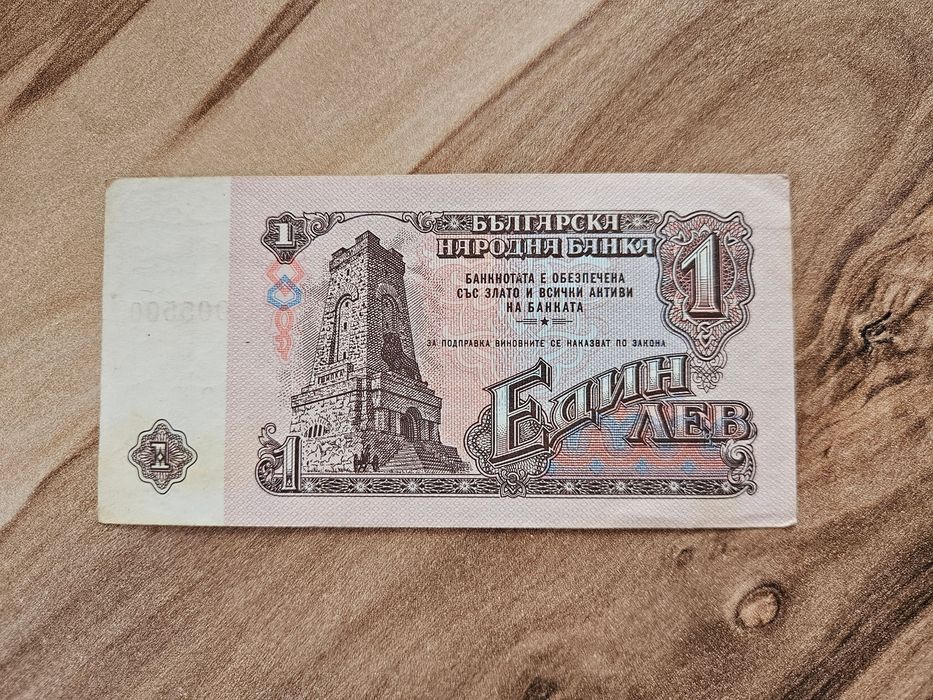 1
БЪЛГАРСКА
НАРОДНА БАНКА
1
БАНКНОТАТА Е ОБЕЗПЕЧЕНА
СЪС ЗЛАТО И ВСИЧКИ АКТИВИ
НА БАНКАТА
ЗА ПОДПРАВКА ВИНОВНИТЕ СЕ НАКАЗВАТ ПО ЗАКОНА
Един
ЛЕВ
1
1